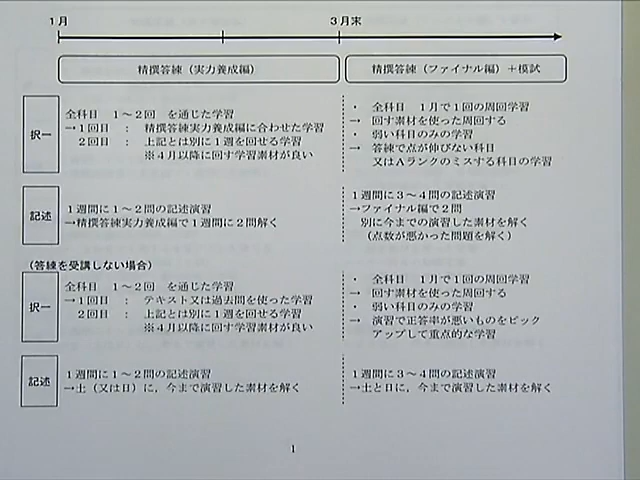 1月　3月末
精撰答練（実力養成編）　精撰答練（ファイナル編）＋模試
択一
全科目　1～2回　を通じた学習
→1回目　：　精撰答練実力養成編に合わせた学習
2回目　：　上記とは別に1週を回せる学習
※4月以降に回す学習素材が良い
・　全科目　1月で1回の周回学習
→　回す素材を使った周回する
・　弱い科目のみの学習
→　答練で点が伸びない科目
又はAランクのミスする科目の学習
記述
1週間に1～2問の記述演習
→精撰答練実力養成編で1週間に2問解く
1週間に3～4問の記述演習
→ファイナル編で2問
別に今までの演習した素材を解く
（点数が悪かった問題を解く）
（答練を受講しない場合）
択一
全科目　1～2回　を通じた学習
→1回目　：　テキスト又は過去問を使った学習
2回目　：　上記とは別に1週を回せる学習
※4月以降に回す学習素材が良い
・　全科目　1月で1回の周回学習
→　回す素材を使った周回する
・　弱い科目のみの学習
→　演習で正答率が悪いものをピック
アップして重点的な学習
記述
1週間に1～2問の記述演習
→土（又は日）に，今まで演習した素材を解く
1週間に3～4問の記述演習
→土と日に，今まで演習した素材を解く
1